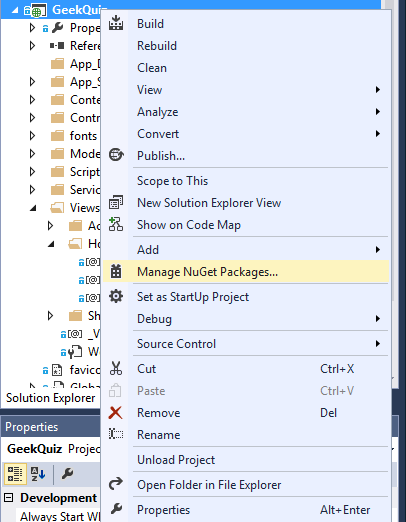 GeekQuiz
Build
Prope
Rebuild
Refere
Clean
App_D
View
App_S
Analyze
Conte
Convert
Contr
Publish...
fonts
Mode
Scope to This
Script
New Solution Explorer View
Servic
Show on Code Map
Views
Ac
Add
Ho
Manage NuGet Packages...
[@]
Set as StartUp Project
[@]
Debug
[@]
Sh
Source Control
[@] _V
Cut Ctrl+X
W
Paste Ctrl+V
favico
Remove Del
Globa
Rename
Solution Explorer
Unload Project
Properties
Open Folder in File Explorer
GeekQuiz Projec
Properties Alt+Enter
Development
Always Start W